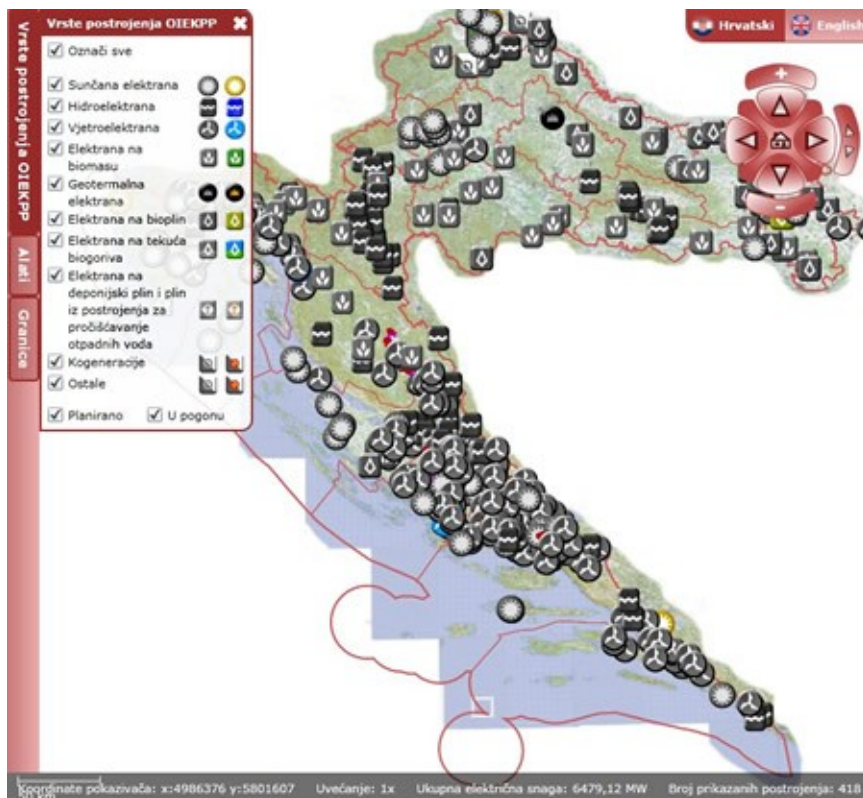 Vrste postrojenja OIEKPP
Alati
Granice
Vrste postrojenja OIEKPP
Označi sve
Sunčana elektrana
Hidroelektrana
Vjetroelektrana
Elektrana na
biomasu
Geotermalna
elektrana
Elektrana na bioplin
Elektrana na tekuća
biogoriva
Elektrana na
deponijski plin i plin
iz postrojenja za
pročišćavanje
otpadnih voda
Kogeneracije
Ostale
Planirano
U pogonu
Hrvatski
English
50 km
Koordinate pokazivača: x:4986376 y:5801607 Uvećanje: 1x Ukupna električna snaga: 6479,12 MW Broj prikazanih postrojenja: 418